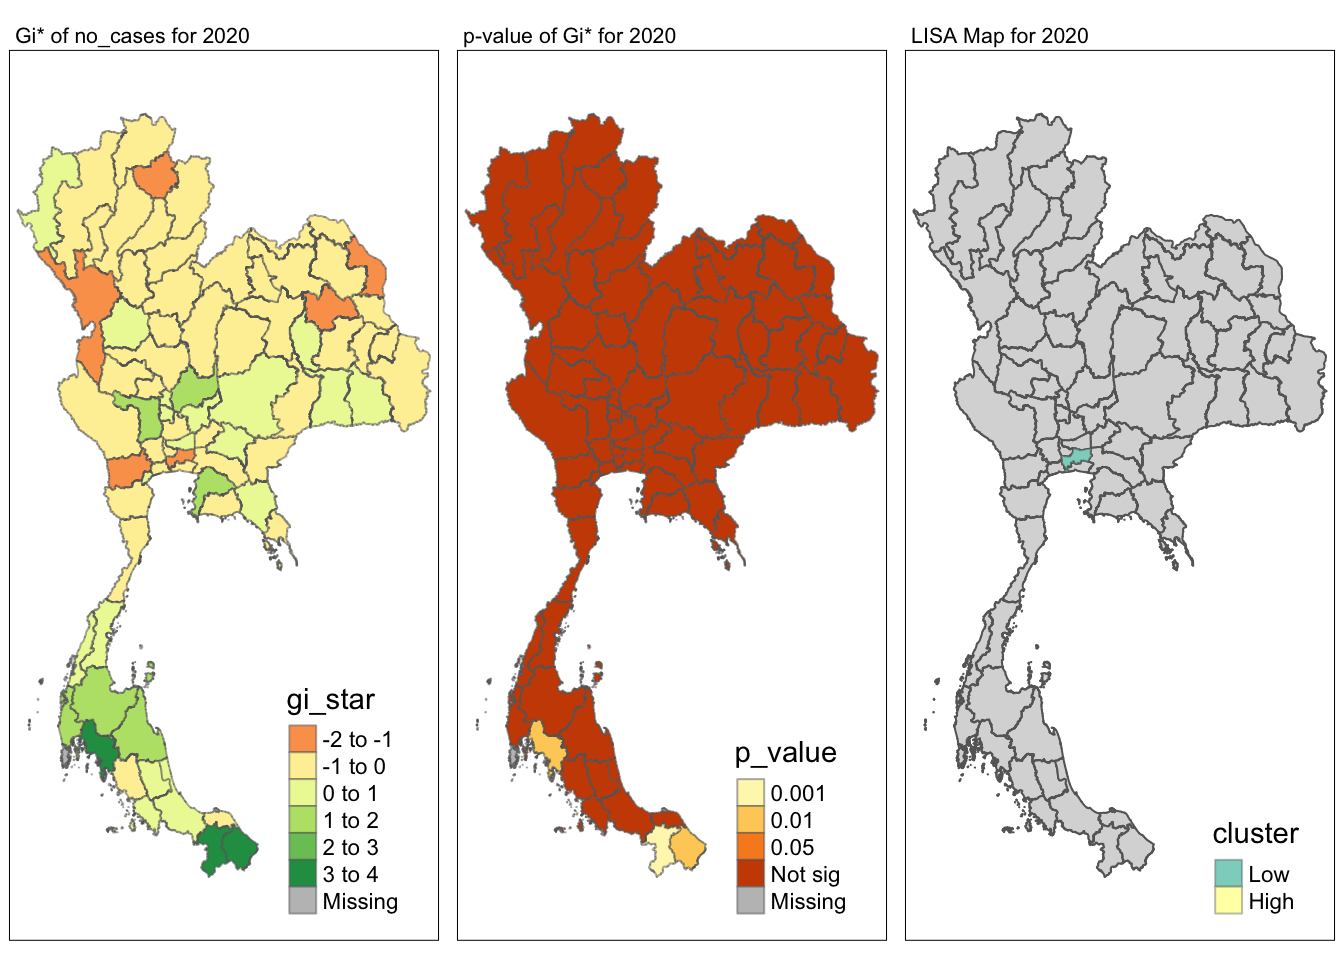 Gi* of no_cases for 2020
p-value of Gi* for 2020
LISA Map for 2020
gi_star
-2 to -1
-1 to 0
0 to 1
1 to 2
2 to 3
3 to 4
Missing
p_value
0.001
0.01
0.05
Not sig
Missing
cluster
Low
High